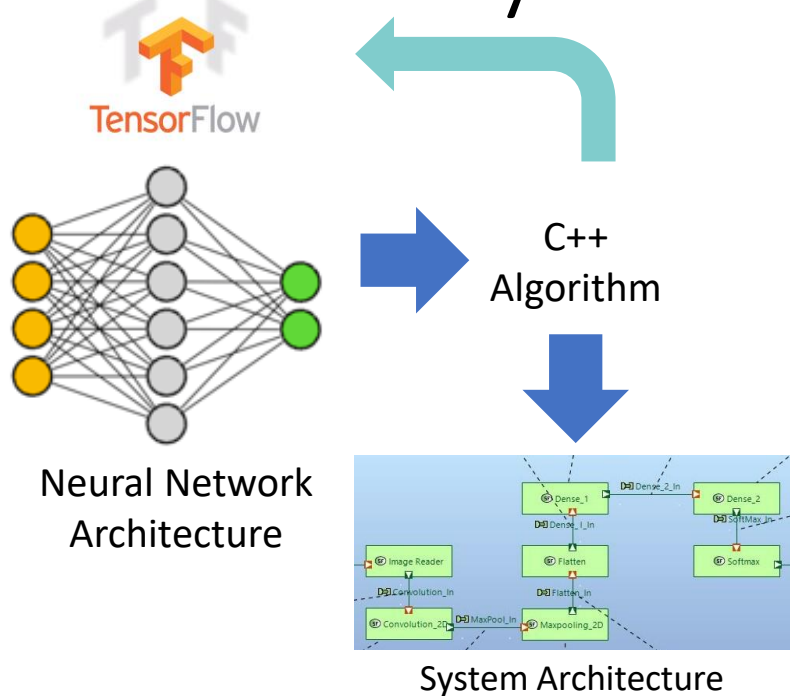 TensorFlow
C++
Algorithm
Neural Network
Architecture
Dense_1
Dense_2_In
Dense_2
Dense_1_In
SoftMax_In
Image Reader
Flatten
Softmax
Convolution_In
Flatten_In
Convolution_2D
MaxPool_In
Maxpooling_2D
System Architecture